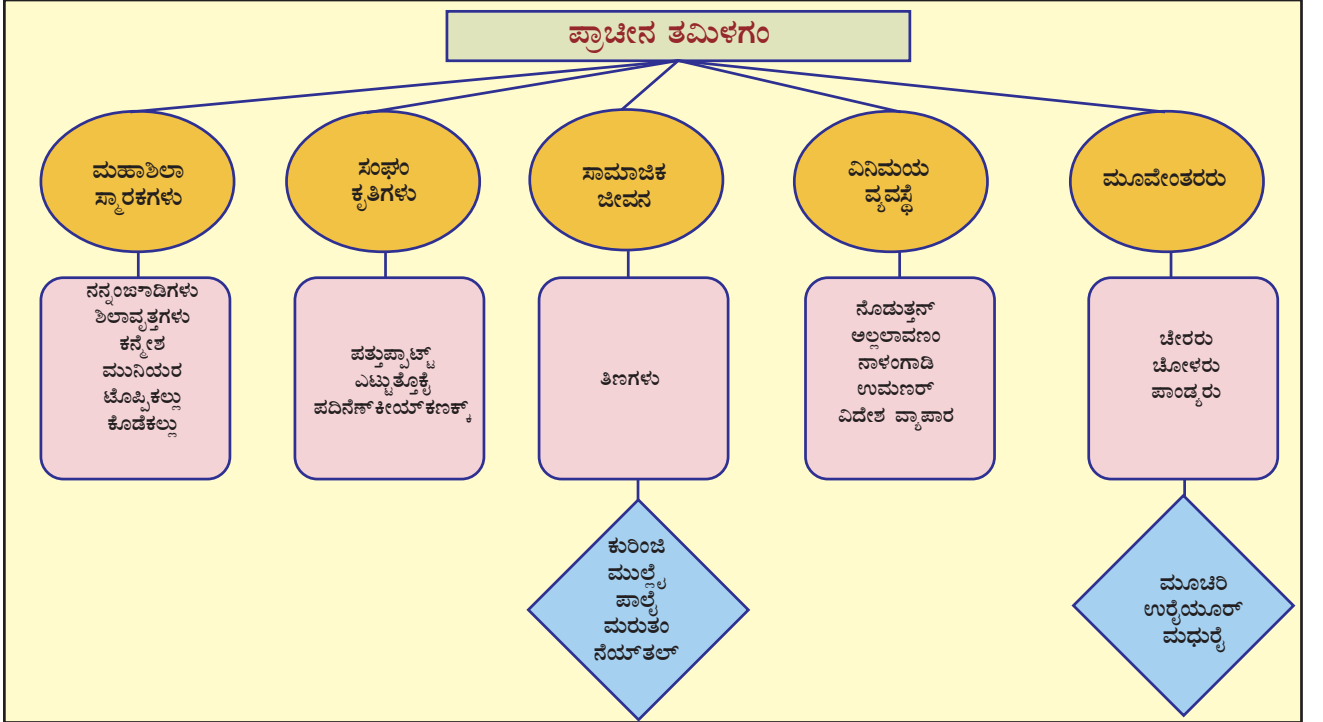 ಪ್ರಾಚೀನ ತಮಿಳಗಂ
ಮಹಾಶಿಲಾ
ಸ್ಮಾರಕಗಳು
ಸಂಘಂ
ಕೃತಿಗಳು
ಸಾಮಾಜಿಕ
ಜೀವನ
ವಿನಿಮಯ
ವ್ಯವಸ್ಥೆ
ಮೂವೇಂತರರು
ನನ್ನಂಙಾಡಿಗಳು
ಶಿಲಾವೃತ್ತಗಳು
ಕನ್ಮೇಶ
ಮುನಿಯರ
ಟೊಪ್ಪಿಕಲ್ಲು
ಕೊಡೆಕಲ್ಲು
ಪತ್ತುಪ್ಪಾಟ್ಟ್
ಎಟ್ಟುತ್ತೊಕೈ
ಪದಿನೆಣ್‌ಕೀಯ್‌ಕಣಕ್ಕ್
ತಿಣಗಳು
ನೊಡುತ್ತನ್
ಅಲ್ಲಲಾವಣಂ
ನಾಳಂಗಾಡಿ
ಉಮಣರ್
ವಿದೇಶ ವ್ಯಾಪಾರ
ಚೇರರು
ಚೋಳರು
ಪಾಂಡ್ಯರು
ಕುರಿಂಜಿ
ಮುಲ್ಲೈ
ಪಾಲೈ
ಮರುತಂ
ನೆಯ್‌ತಲ್
ಮೂಚಿರಿ
ಉರೈಯೂರ್
ಮಧುರೈ